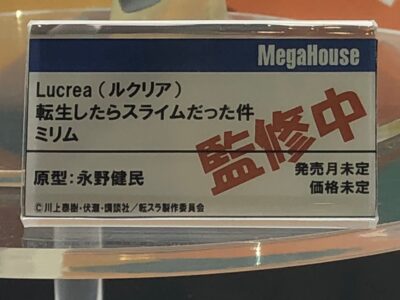 MegaHouse
Lucrea (ルクリア)
転生したらスライムだった件
ミリム
監修中
原型:永野健民
発売月未定
価格未定
©川上泰樹・伏瀬・講談社/転スラ製作委員会